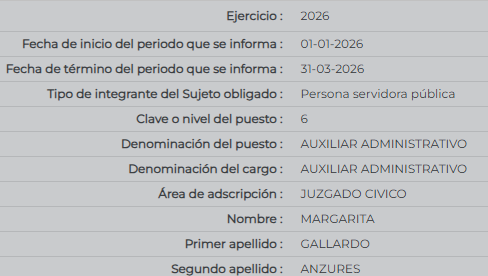 Ejercicio : 2026
Fecha de inicio del periodo que se informa : 01-01-2026
Fecha de término del periodo que se informa : 31-03-2026
Tipo de integrante del Sujeto obligado : Persona servidora pública
Clave o nivel del puesto : 6
Denominación del puesto : AUXILIAR ADMINISTRATIVO
Denominación del cargo : AUXILIAR ADMINISTRATIVO
Área de adscripción : JUZGADO CIVICO
Nombre : MARGARITA
Primer apellido : GALLARDO
Segundo apellido : ANZURES